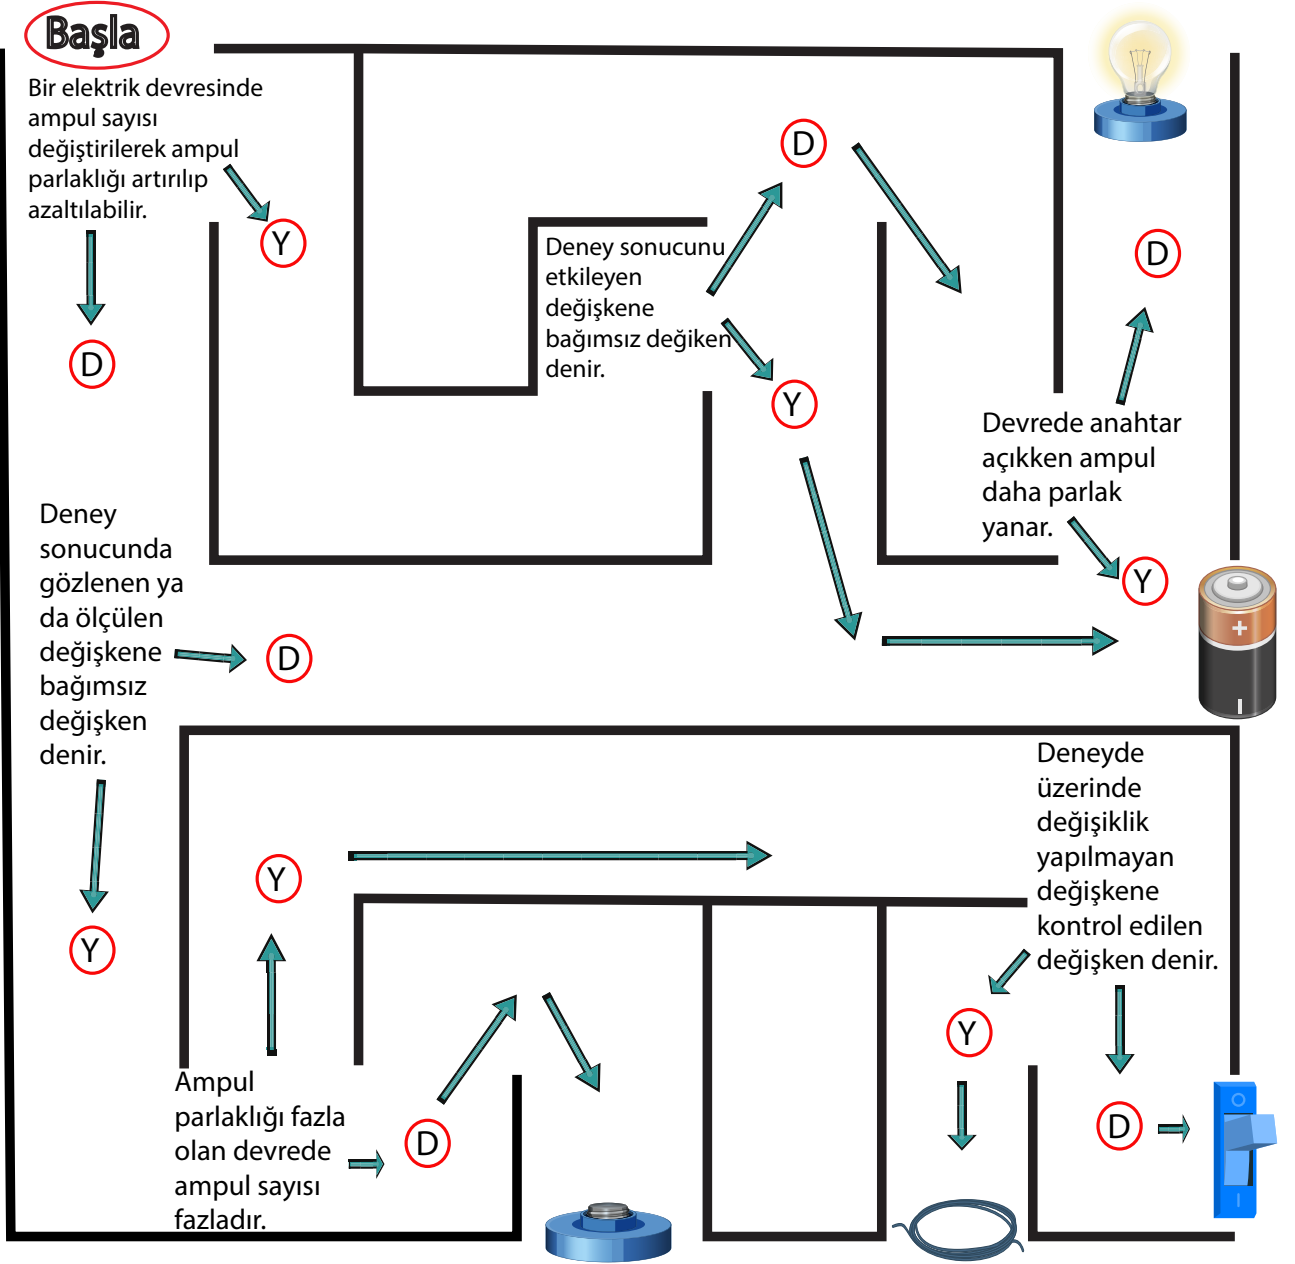 Başla
Bir elektrik devresinde
ampul sayısı
değiştirilerek ampul
parlaklığı artırılıp
azaltılabilir.
Y
D
Deney sonucunu
etkileyen
değişkene
bağımsız değiken
denir.
D
Y
Devrede anahtar
açıkken ampul
daha parlak
yanar.
D
Y
Deney
sonucunda
gözlenen ya
da ölçülen
değişkene
bağımsız
değişken
denir.
D
Y
Ampul
parlaklığı fazla
olan devrede
ampul sayısı
fazladır.
Y
D
Deneyde
üzerinde
değişiklik
yapılmayan
değişkene
kontrol edilen
değişken denir.
Y
D